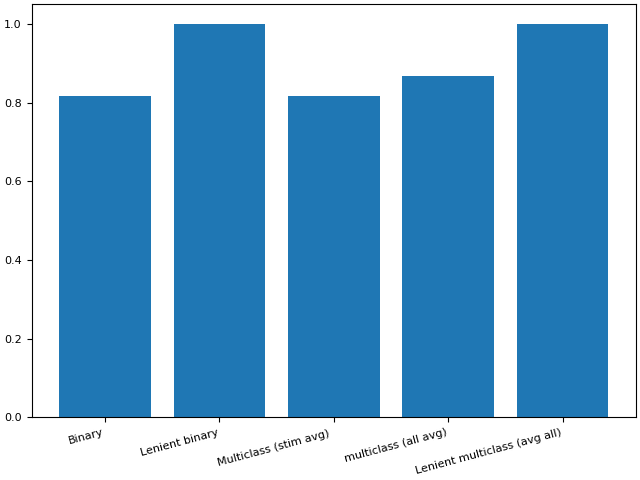 1.0
0.8
0.6
0.4
0.2
0.0
Binary
Lenient binary
Multiclass (stim avg)
multiclass (all avg)
Lenient multiclass (avg all)